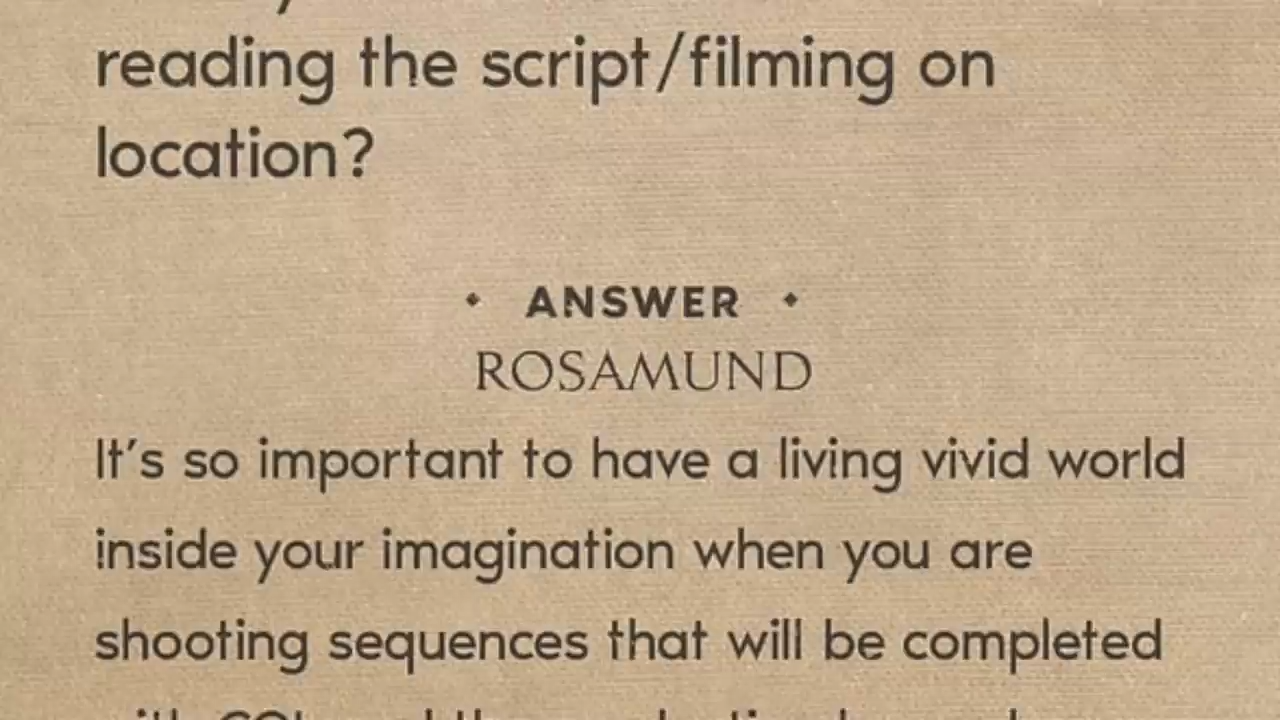 reading the script/filming on
location?
• ANSWER •
ROSAMUND
It's so important to have a living vivid world
inside your imagination when you are
shooting sequences that will be completed